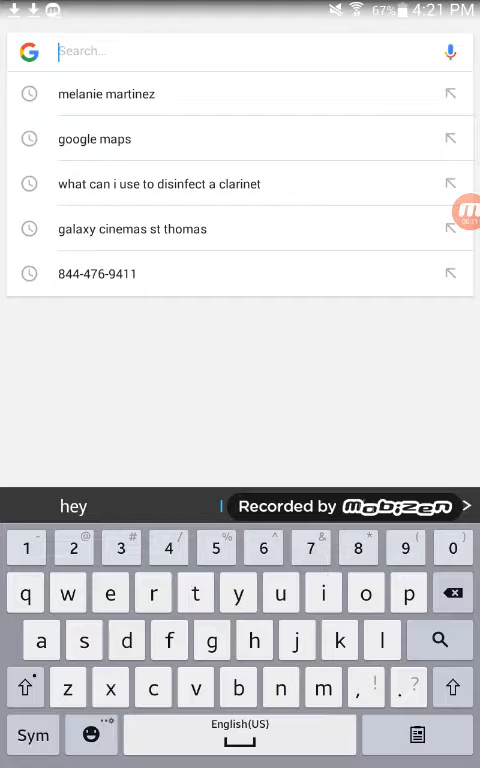 67% 4:21 PM
Search...
melanie martinez
google maps
what can i use to disinfect a clarinet
galaxy cinemas st thomas
844-476-9411
hey Recorded by mobizen >
1 - 2 @ 3 # 4 / 5 % 6 ^ 7 & 8 * 9 ( 0 )
q w e r t y u i o p
a s d f g h j k l
z x c v b n m , ! . ?
Sym English(US)